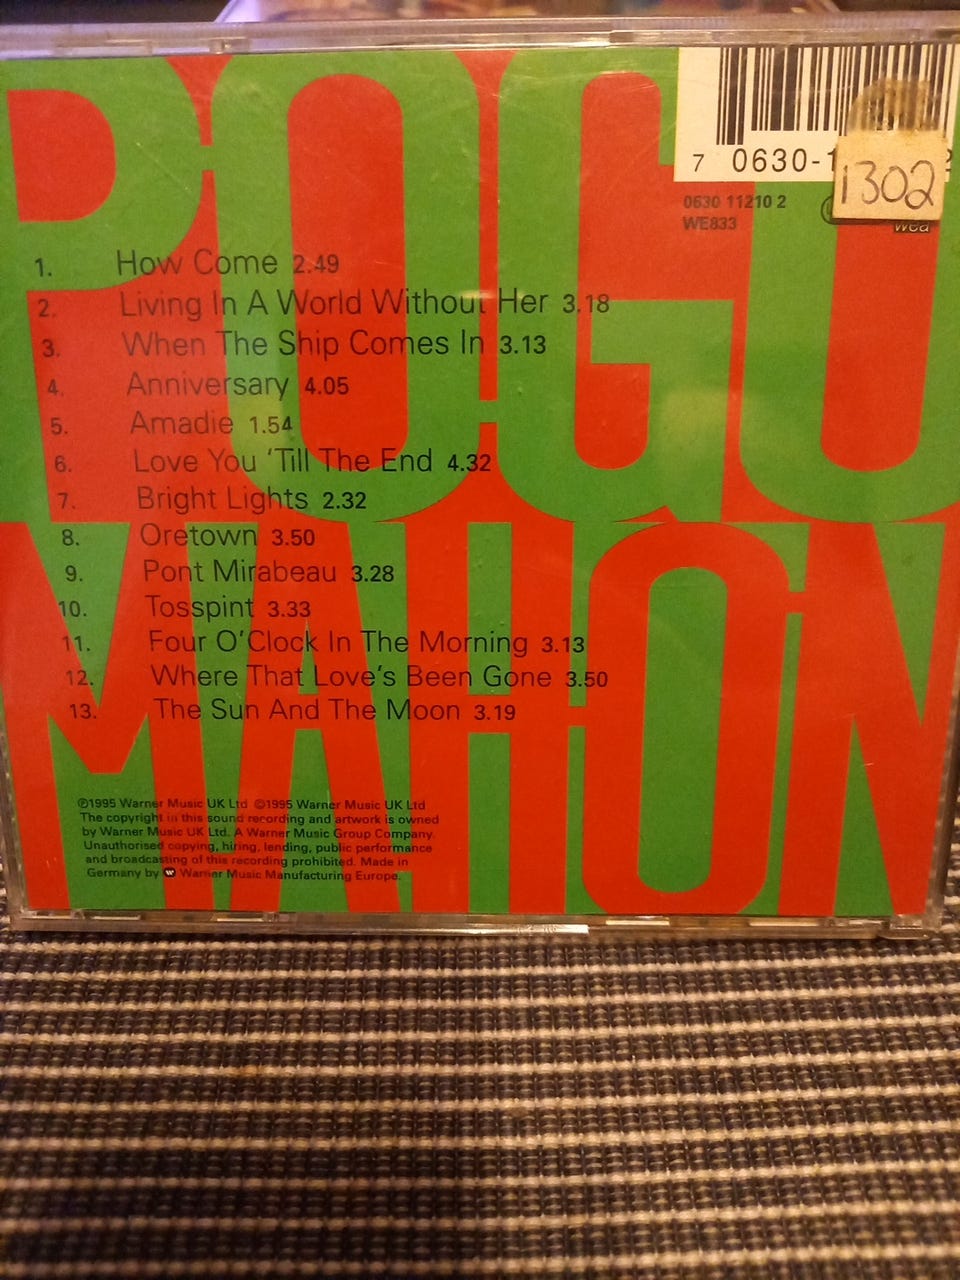 POGUE
MAHON
7 0630-1 2
1302
0630 11210 2
WE833
wea
1. How Come 2.49
2. Living In A World Without Her 3.18
3. When The Ship Comes In 3.13
4. Anniversary 4.05
5. Amadie 1.54
6. Love You 'Till The End 4.32
7. Bright Lights 2.32
8. Oretown 3.50
9. Pont Mirabeau 3.28
10. Tosspint 3.33
11. Four O'Clock In The Morning 3.13
12. Where That Love's Been Gone 3.50
13. The Sun And The Moon 3.19
℗1995 Warner Music UK Ltd ©1995 Warner Music UK Ltd
The copyright in this sound recording and artwork is owned
by Warner Music UK Ltd. A Warner Music Group Company.
Unauthorised copying, hiring, lending, public performance
and broadcasting of this recording prohibited. Made in
Germany by W Warner Music Manufacturing Europe.